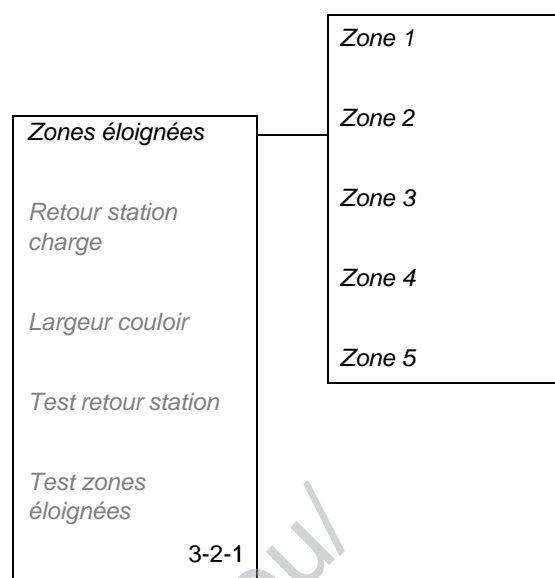 Zone 1
Zone 2
Zone 3
Zone 4
Zone 5
Zones éloignées
Retour station
charge
Largeur couloir
Test retour station
Test zones
éloignées
3-2-1